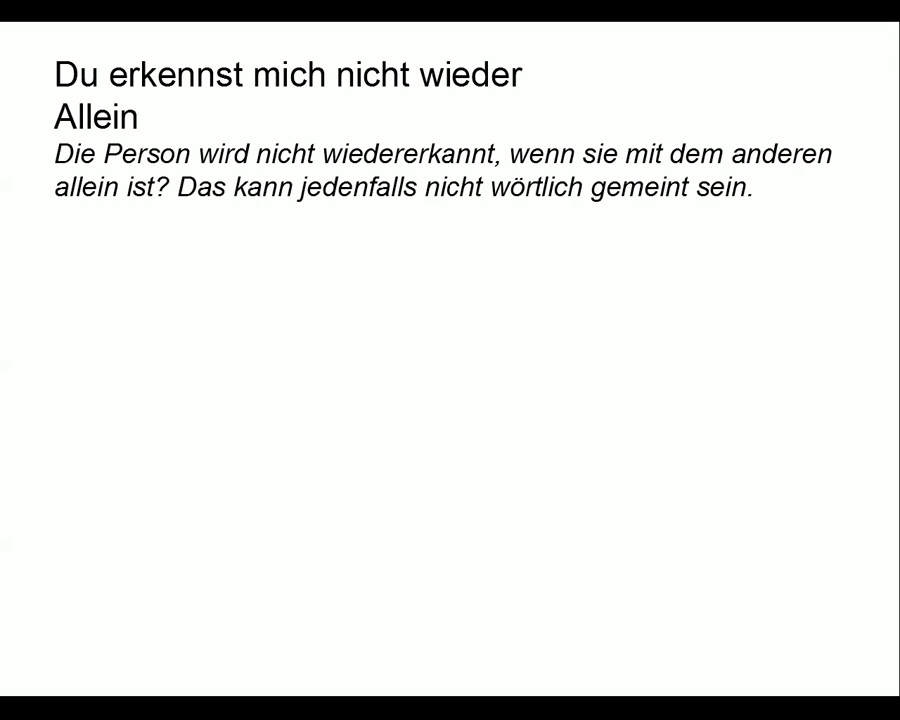 Du erkennst mich nicht wieder
Allein
Die Person wird nicht wiedererkannt, wenn sie mit dem anderen
allein ist? Das kann jedenfalls nicht wörtlich gemeint sein.